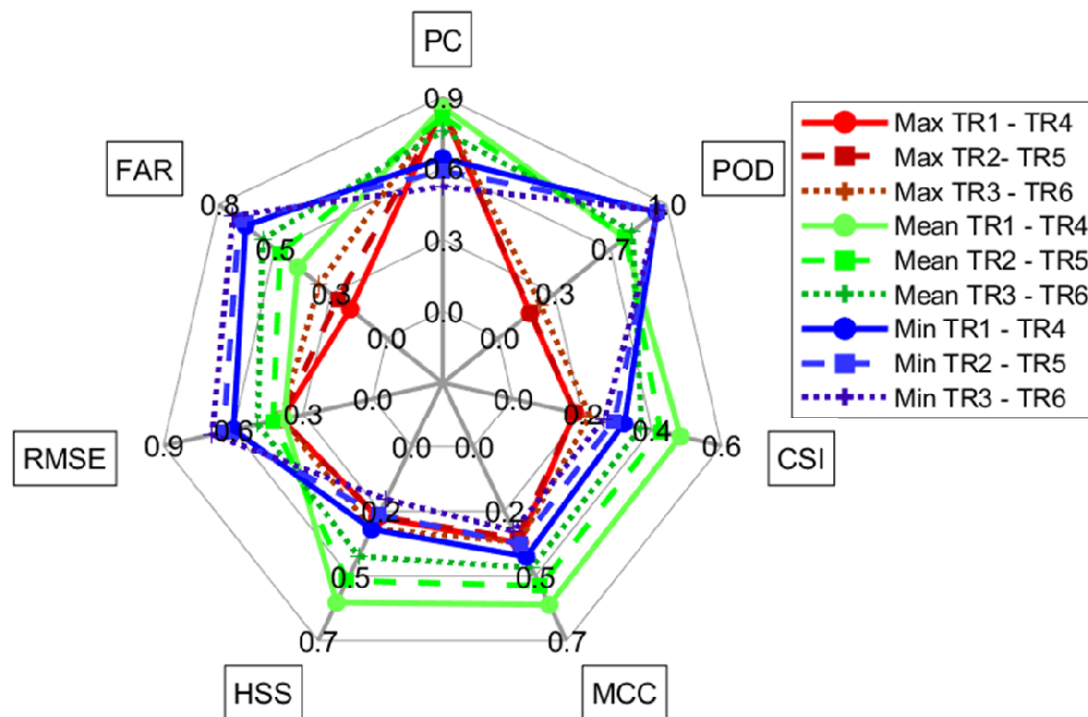 PC
0.9
FAR
POD
0.8
1.0
0.6
0.5
0.3
0.7
0.3
0.0
0.3
0.0
0.0
0.0
0.0
0.3
0.2
RMSE
0.9
0.6
0.0
0.0
0.4
0.6
CSI
0.2
0.2
0.5
0.5
0.7
0.7
HSS
MCC
Max TR1 - TR4
Max TR2- TR5
Max TR3 - TR6
Mean TR1 - TR4
Mean TR2 - TR5
Mean TR3 - TR6
Min TR1 - TR4
Min TR2 - TR5
Min TR3 - TR6